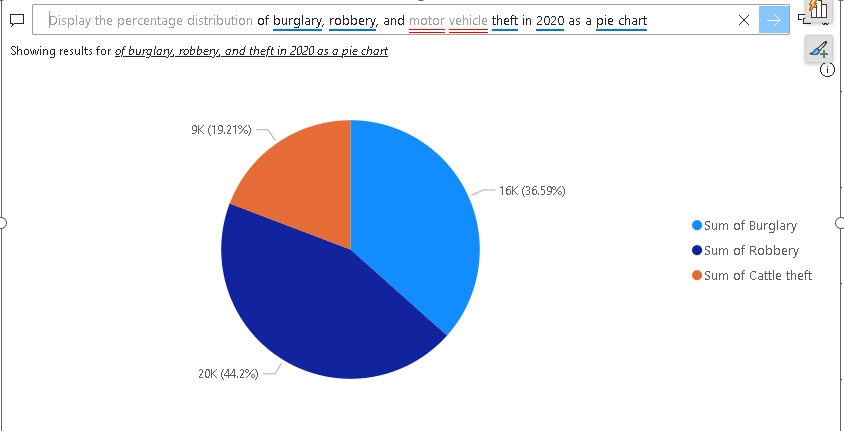 Display the percentage distribution of burglary, robbery, and motor vehicle theft in 2020 as a pie chart
Showing results for of burglary, robbery, and theft in 2020 as a pie chart
9K (19.21%)
16K (36.59%)
Sum of Burglary
Sum of Robbery
Sum of Cattle theft
20K (44.2%)